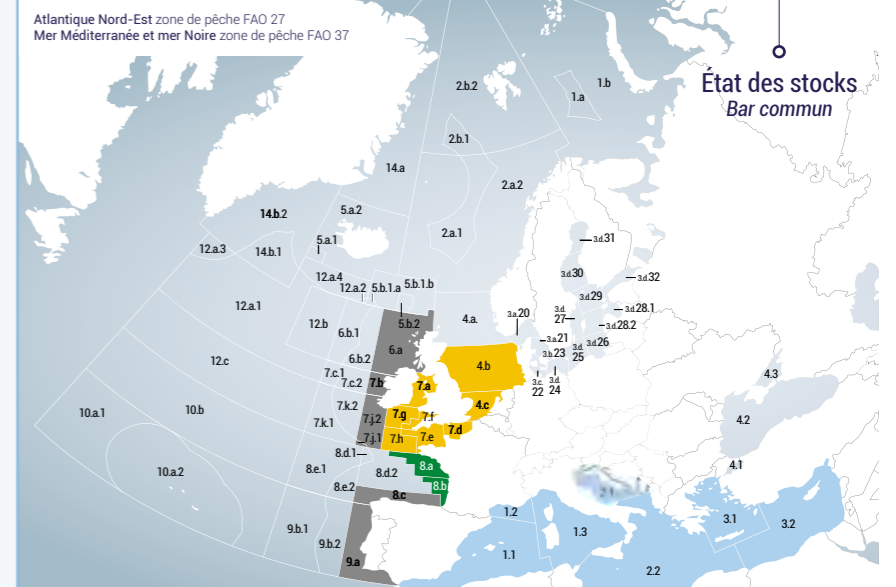 Atlantique Nord-Est zone de pêche FAO 27
Mer Méditerranée et mer Noire zone de pêche FAO 37
État des stocks
Bar commun
2.b.2
1.b
1.a
2.b.1
14.a
2.a.2
14.b.2
5.a.2
2.a.1
5.a.1
12.a.3
14.b.1
3.d.31
12.a.4
12.a.2
5.b.1.a
5.b.1.b
3.d.30
3.d.32
3.d.29
12.a.1
3.d.28.1
12.b
5.b.2
4.a.
3.a.20
3.d.
27
3.d.28.2
6.b.1
3.a.21
3.d.26
6.a
3.b.23
3.d.
25
12.c
6.b.2
4.b
7.c.1
4.3
7.c.2
7.b
7.a
3.c.
22
3.d.
24
7.k.2
4.c
10.a.1
10.b
7.g
7.f
7.k.1
7.j.2
4.2
7.d
7.j.1
7.h
7.e
8.d.1
10.a.2
8.e.1
8.d.2
8.a
4.1
8.e.2
8.b
8.c
1.2
3.1
3.2
9.b.1
1.3
9.b.2
1.1
9.a
2.2